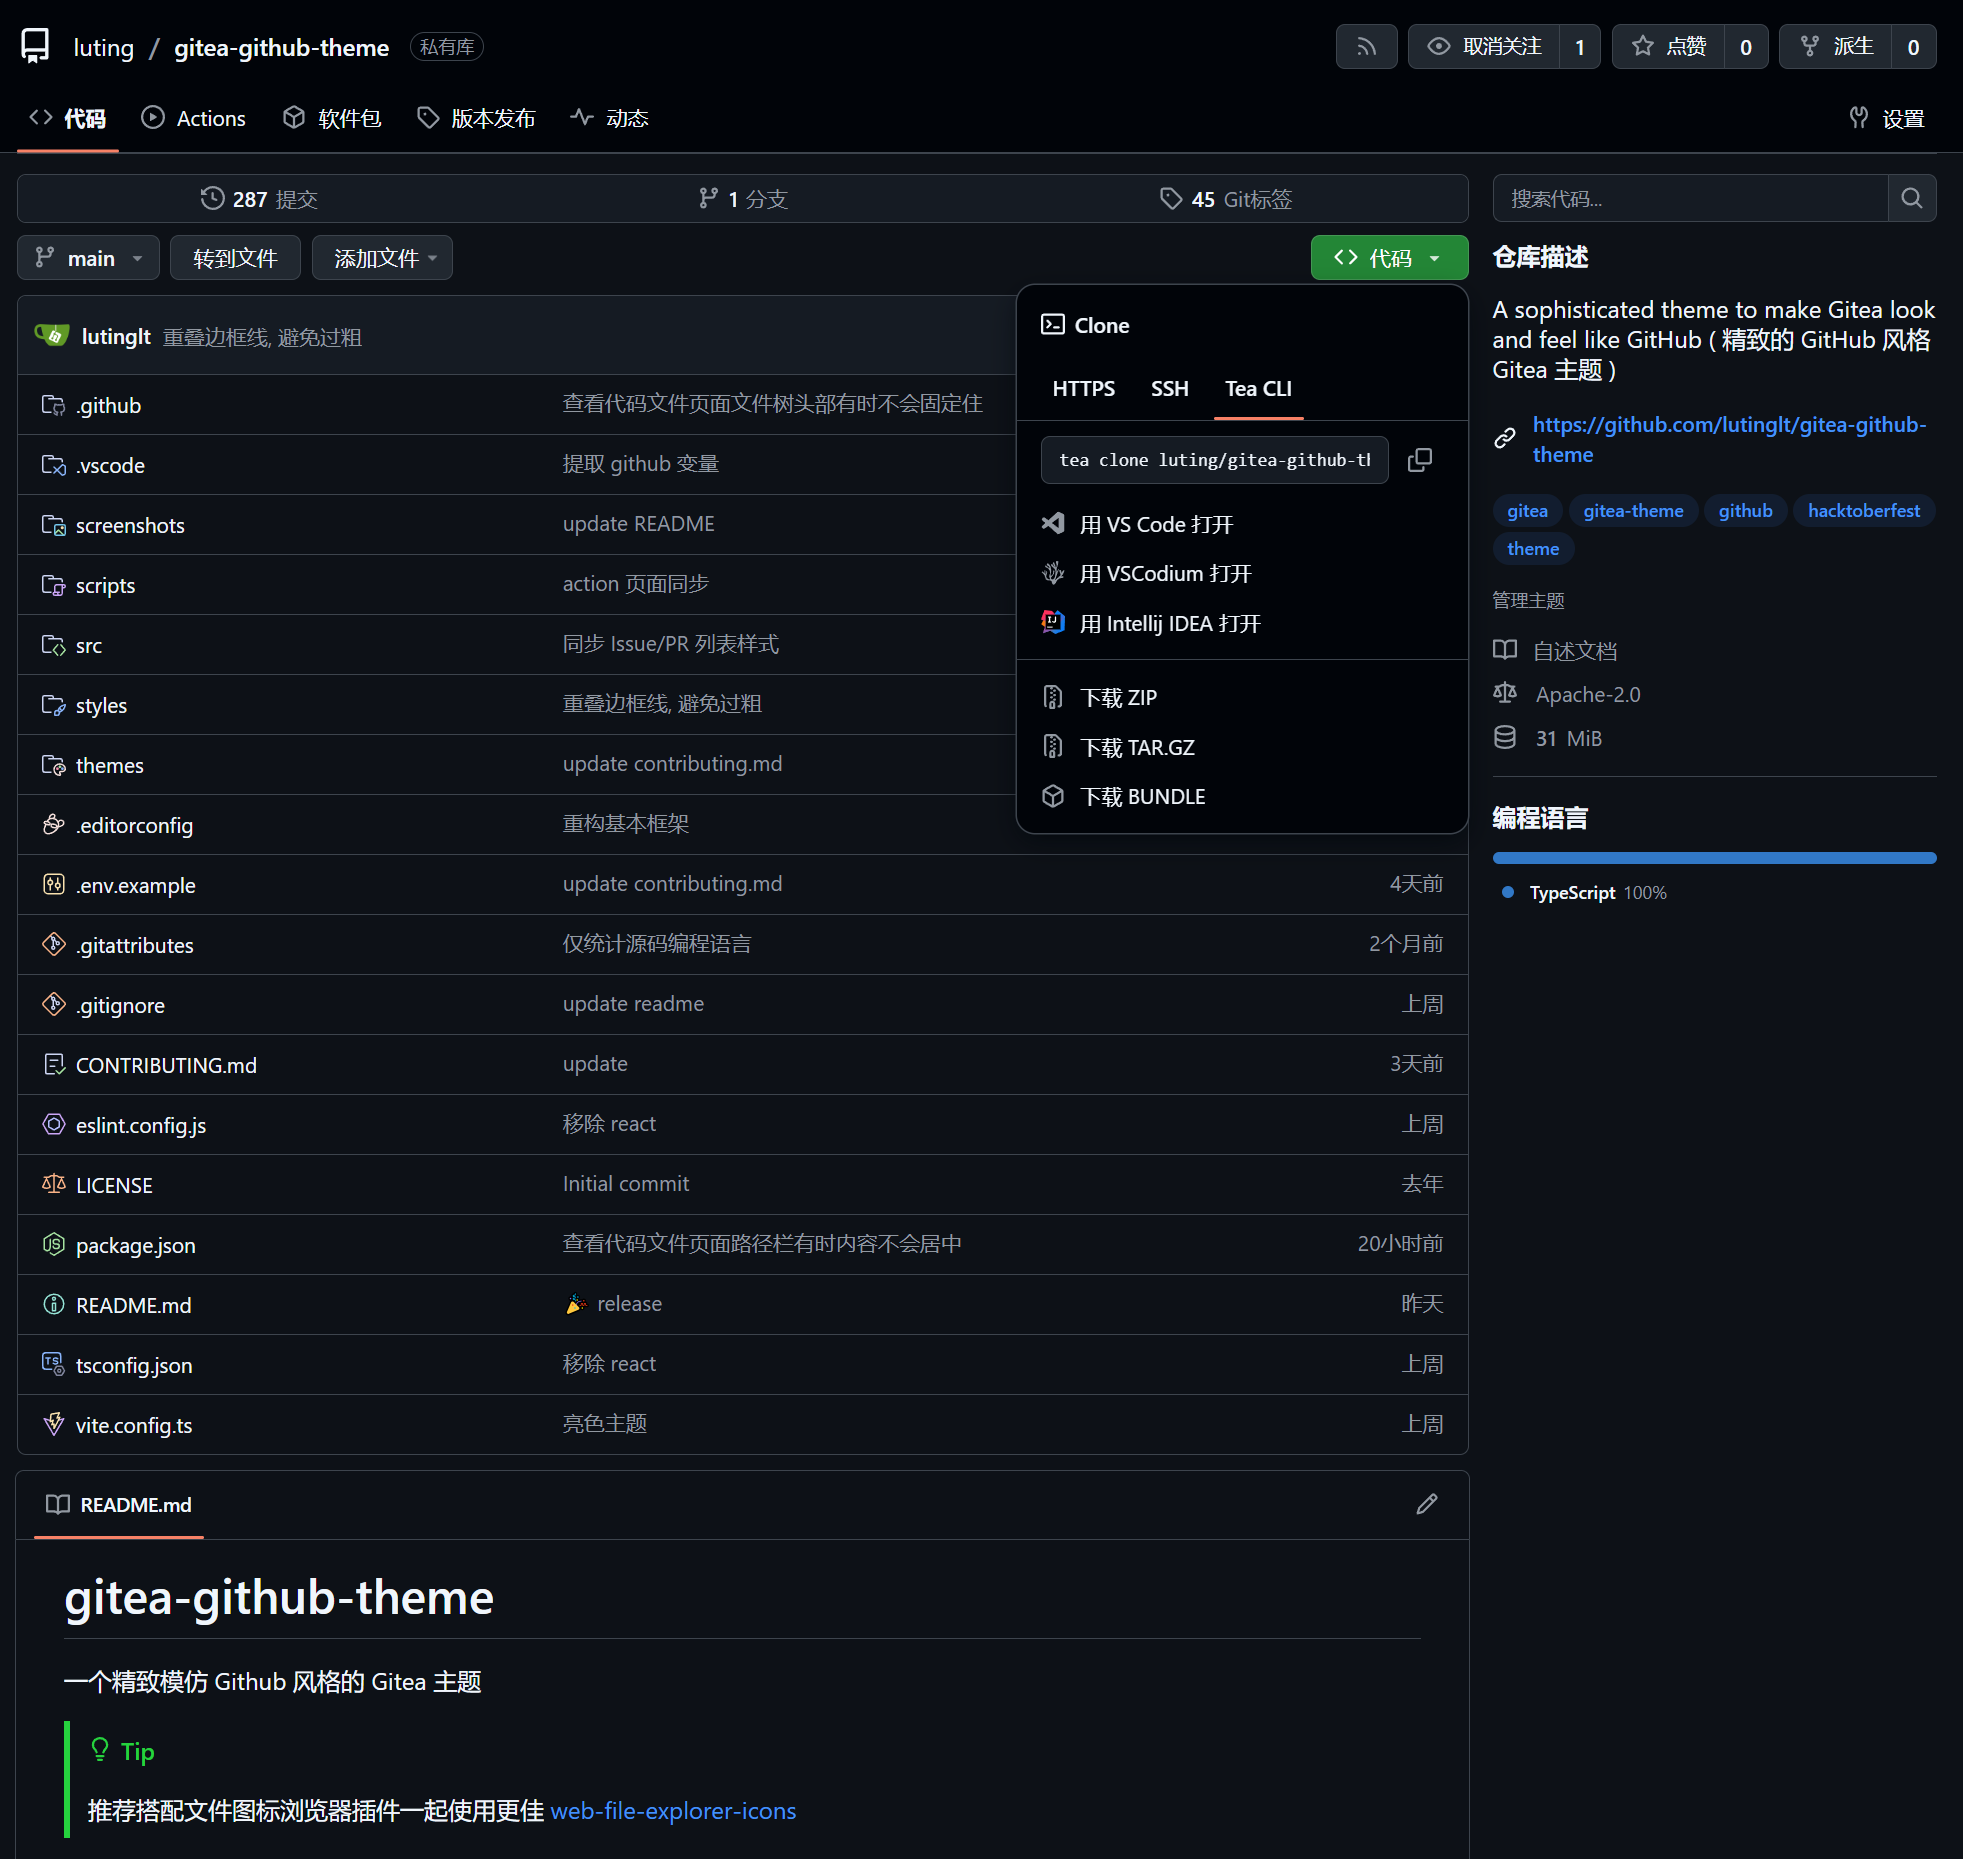 luting / gitea-github-theme 私有库
取消关注 1 点赞 0 派生 0
代码 Actions 软件包 版本发布 动态 设置
287 提交 1 分支 45 Git标签
搜索代码...
main 转到文件 添加文件 代码
lutinglt 重叠边框线, 避免过粗
.github 查看代码文件页面文件树头部有时不会固定住
.vscode 提取 github 变量
screenshots update README
scripts action 页面同步
src 同步 Issue/PR 列表样式
styles 重叠边框线, 避免过粗
themes update contributing.md
.editorconfig 重构基本框架
.env.example update contributing.md 4天前
.gitattributes 仅统计源码编程语言 2个月前
.gitignore update readme 上周
CONTRIBUTING.md update 3天前
eslint.config.js 移除 react 上周
LICENSE Initial commit 去年
package.json 查看代码文件页面路径栏有时内容不会居中 20小时前
README.md 🎉 release 昨天
tsconfig.json 移除 react 上周
vite.config.ts 亮色主题 上周
Clone
HTTPS SSH Tea CLI
tea clone luting/gitea-github-th
用 VS Code 打开
用 VSCodium 打开
用 Intellij IDEA 打开
下载 ZIP
下载 TAR.GZ
下载 BUNDLE
仓库描述
A sophisticated theme to make Gitea look
and feel like GitHub ( 精致的 GitHub 风格
Gitea 主题 )
https://github.com/lutinglt/gitea-github-
theme
gitea gitea-theme github hacktoberfest
theme
管理主题
自述文档
Apache-2.0
31 MiB
编程语言
TypeScript 100%
README.md
gitea-github-theme
一个精致模仿 Github 风格的 Gitea 主题
Tip
推荐搭配文件图标浏览器插件一起使用更佳 web-file-explorer-icons